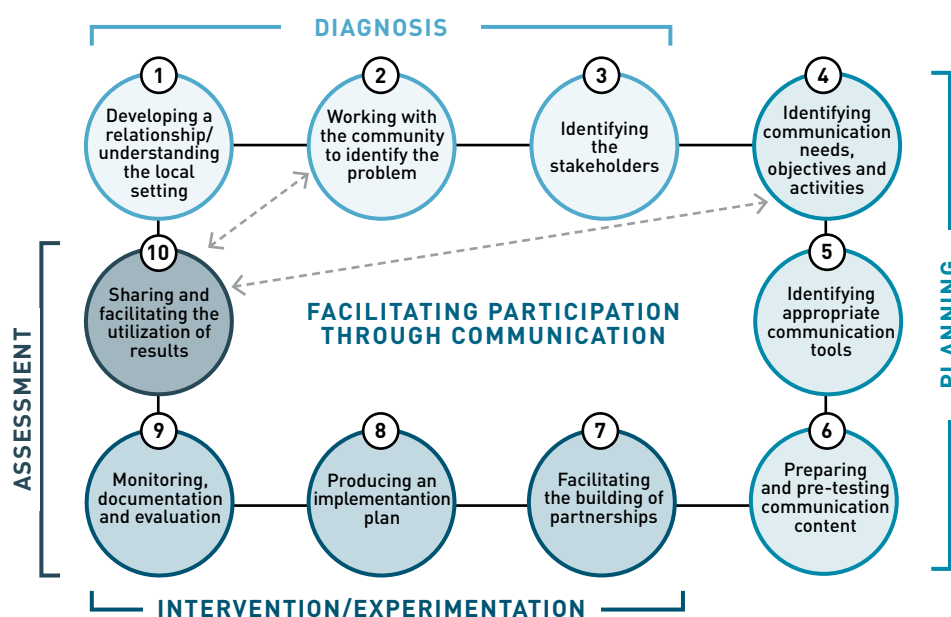 DIAGNOSIS
1
Developing a
relationship/
understanding
the local
setting
2
Working with
the community
to identify the
problem
3
Identifying
the
stakeholders
4
Identifying
communication
needs,
objectives and
activities
10
Sharing and
facilitating the
utilization of
results
FACILITATING PARTICIPATION
THROUGH COMMUNICATION
5
Identifying
appropriate
communication
tools
PLANNING
ASSESSMENT
9
Monitoring,
documentation
and evaluation
8
Producing an
implementantion
plan
7
Facilitating
the building of
partnerships
6
Preparing
and pre-testing
communication
content
INTERVENTION/EXPERIMENTATION